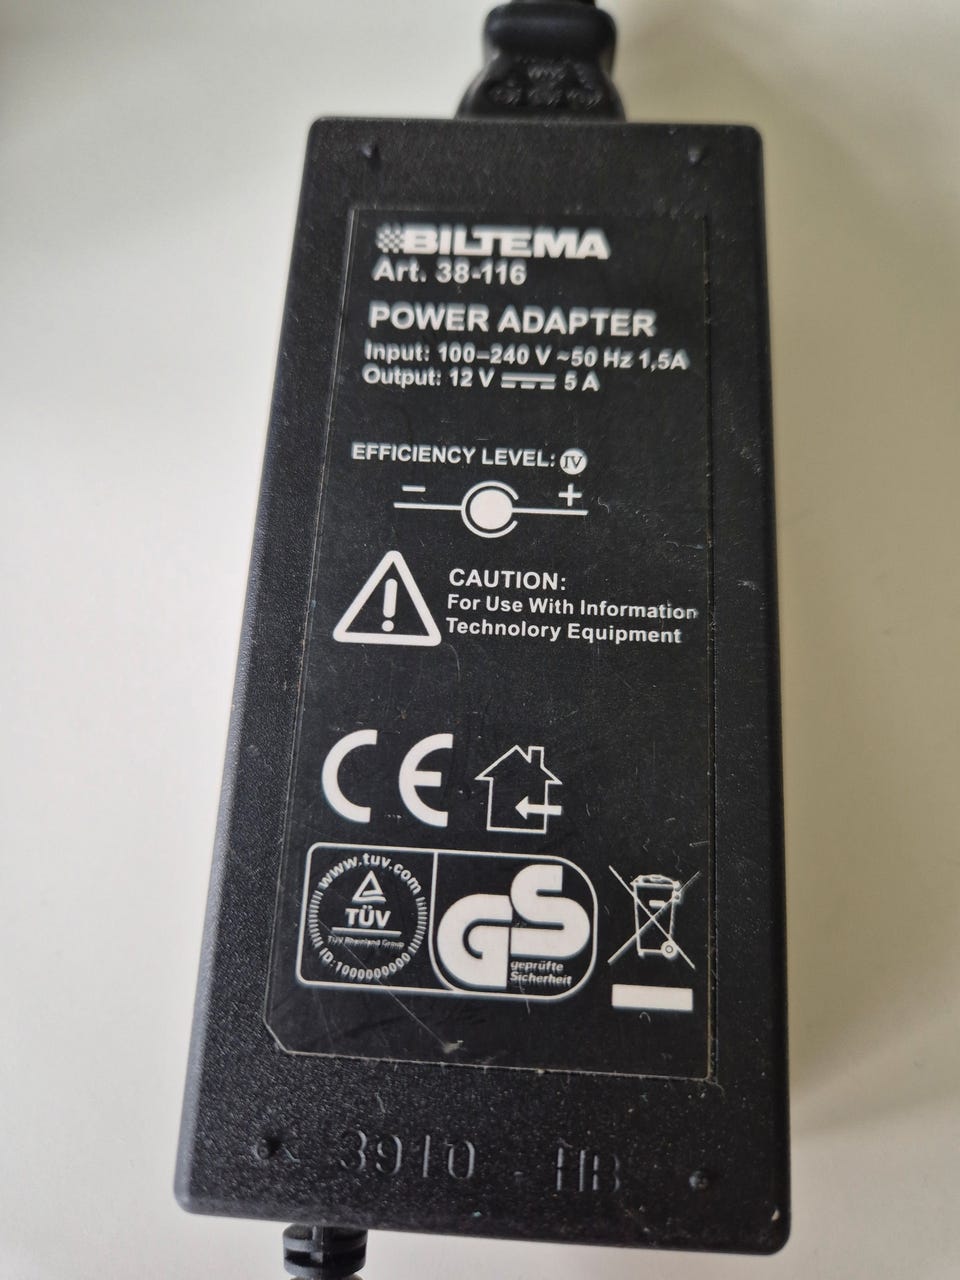 BILTEMA
Art. 38-116
POWER ADAPTER
Input: 100–240 V ~50 Hz 1,5A
Output: 12 V ⎓ 5 A
EFFICIENCY LEVEL: IV
− +
CAUTION:
For Use With Information
Technolory Equipment
CE
www.tuv.com
TÜV
TÜV Rheinland Group
ID:1000000000
GS
geprüfte
Sicherheit
3910 HB